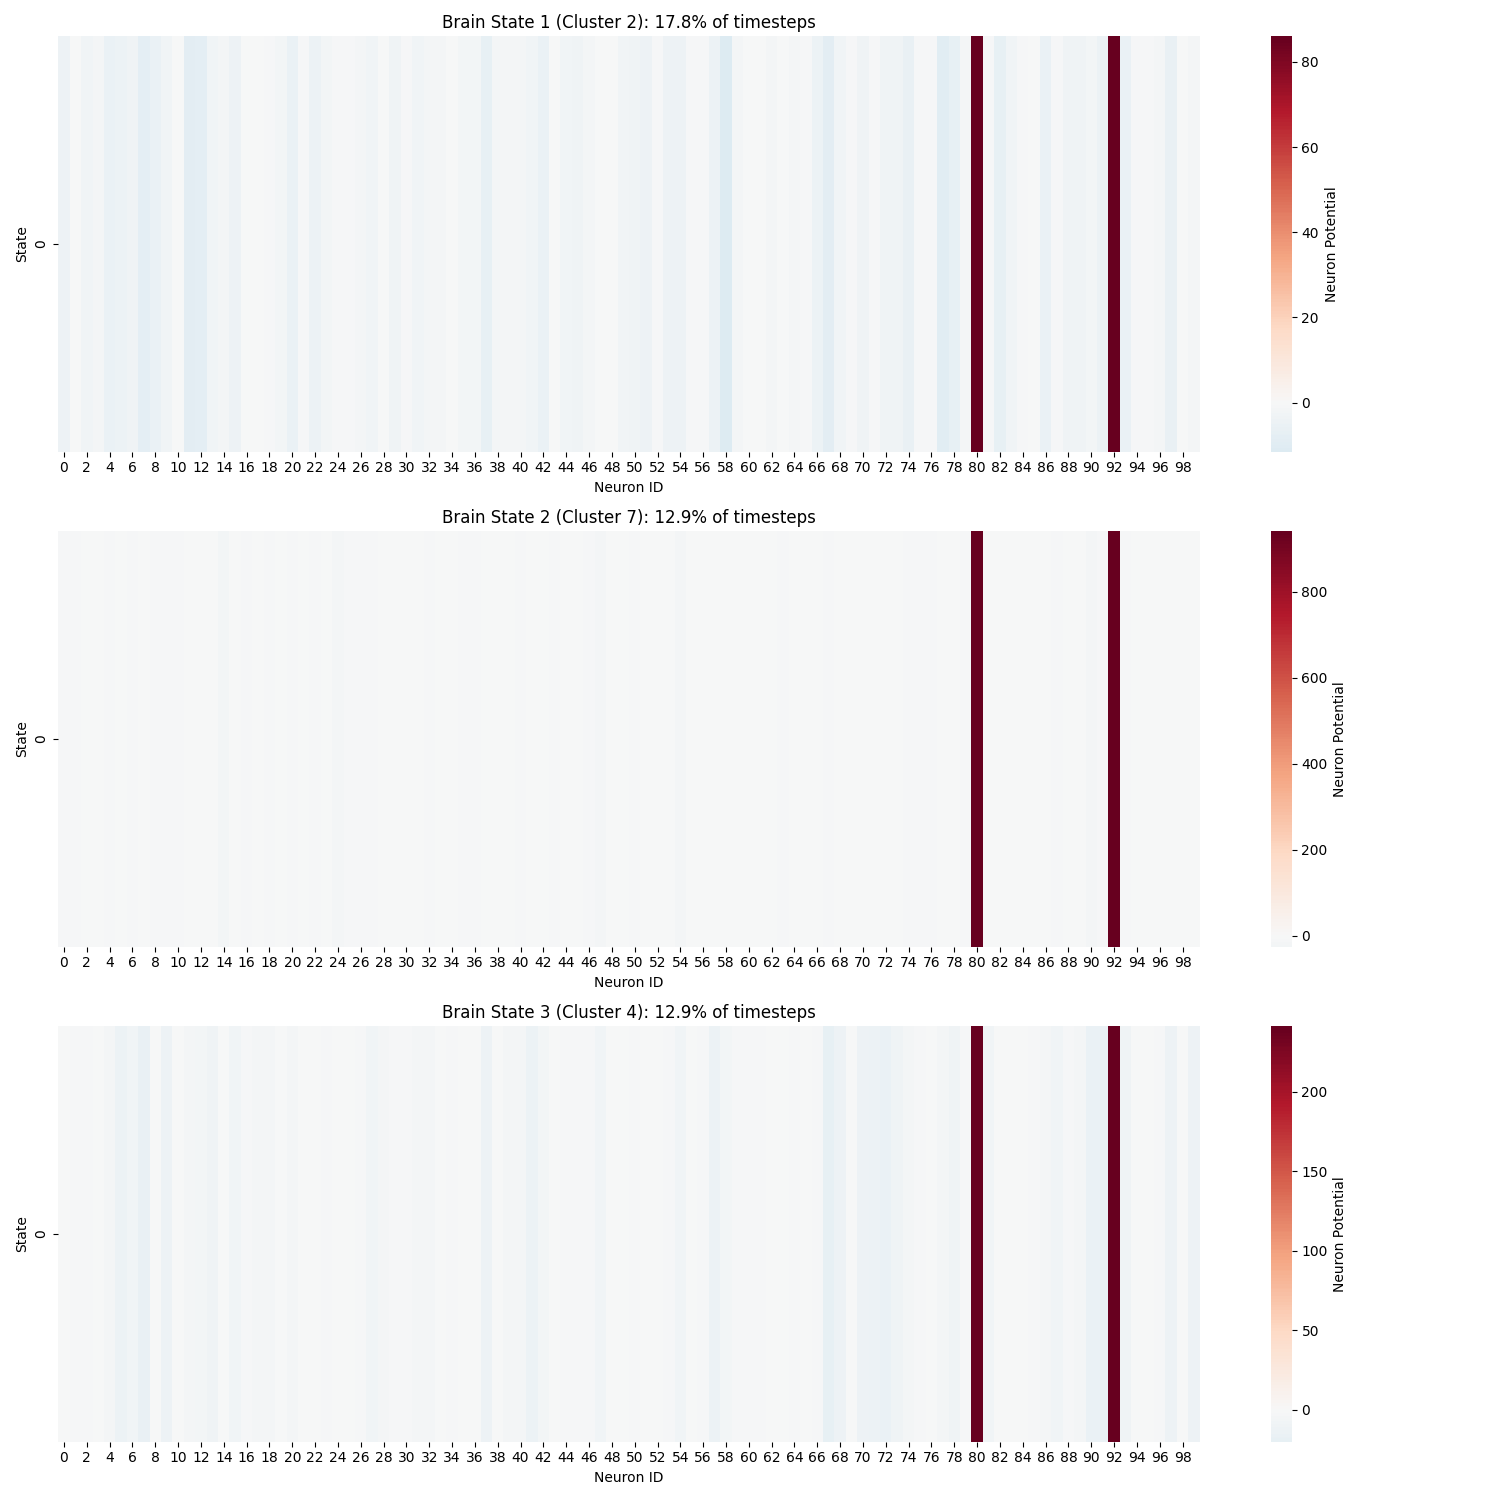 Brain State 1 (Cluster 2): 17.8% of timesteps
State
0
80
60
40
20
0
Neuron Potential
0 2 4 6 8 10 12 14 16 18 20 22 24 26 28 30 32 34 36 38 40 42 44 46 48 50 52 54 56 58 60 62 64 66 68 70 72 74 76 78 80 82 84 86 88 90 92 94 96 98
Neuron ID
Brain State 2 (Cluster 7): 12.9% of timesteps
State
0
800
600
400
200
0
Neuron Potential
0 2 4 6 8 10 12 14 16 18 20 22 24 26 28 30 32 34 36 38 40 42 44 46 48 50 52 54 56 58 60 62 64 66 68 70 72 74 76 78 80 82 84 86 88 90 92 94 96 98
Neuron ID
Brain State 3 (Cluster 4): 12.9% of timesteps
State
0
200
150
100
50
0
Neuron Potential
0 2 4 6 8 10 12 14 16 18 20 22 24 26 28 30 32 34 36 38 40 42 44 46 48 50 52 54 56 58 60 62 64 66 68 70 72 74 76 78 80 82 84 86 88 90 92 94 96 98
Neuron ID